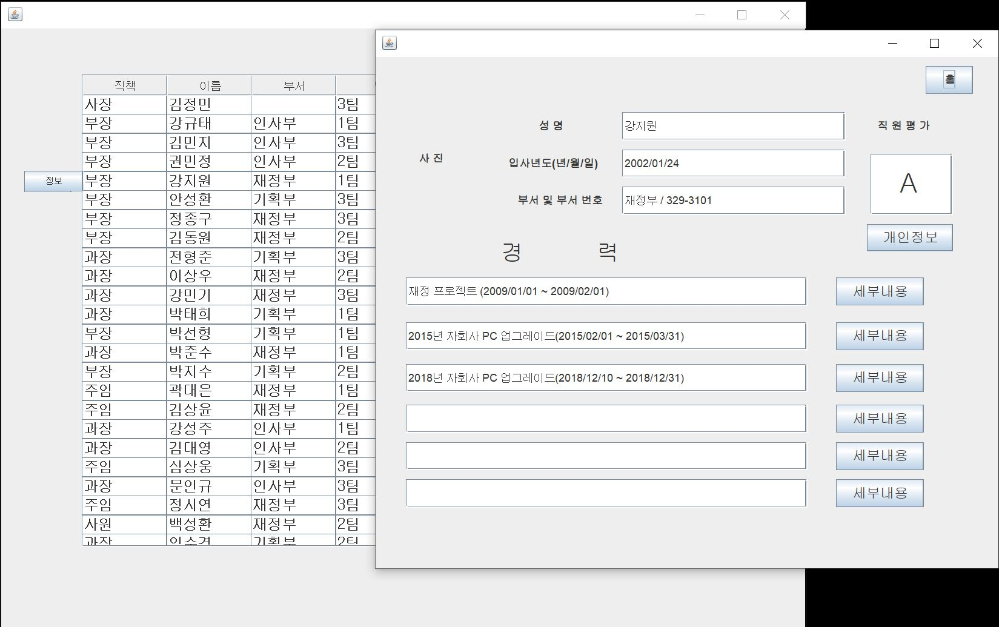 직책 이름 부서
사장 김정민 3팀
부장 강규태 인사부 1팀
부장 김민지 인사부 3팀
부장 권민정 인사부 2팀
정보 부장 강지원 재정부 1팀
부장 안성환 기획부 3팀
부장 정종구 재정부 3팀
부장 김동원 재정부 2팀
과장 전형준 기획부 3팀
과장 이상우 재정부 2팀
과장 강민기 재정부 3팀
과장 박태희 기획부 1팀
부장 박선형 기획부 1팀
과장 박준수 재정부 1팀
부장 박지수 기획부 2팀
주임 곽대은 재정부 1팀
주임 김상윤 재정부 2팀
과장 강성주 인사부 1팀
과장 김대영 인사부 2팀
주임 심상웅 기획부 3팀
과장 문인규 인사부 3팀
주임 정시연 재정부 3팀
사원 백성환 재정부 2팀
과장 기획부 2팀
홈
성 명 강지원 직 원 평 가
사 진
입사년도(년/월/일) 2002/01/24
A
부서 및 부서 번호 재정부 / 329-3101
개인정보
경 력
재정 프로젝트 (2009/01/01 ~ 2009/02/01) 세부내용
2015년 자회사 PC 업그레이드(2015/02/01 ~ 2015/03/31) 세부내용
2018년 자회사 PC 업그레이드(2018/12/10 ~ 2018/12/31) 세부내용
세부내용
세부내용
세부내용